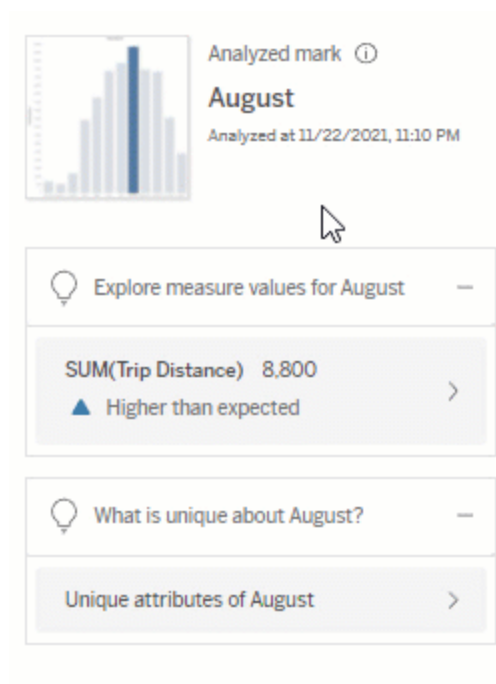 Analyzed mark
August
Analyzed at 11/22/2021, 11:10 PM
Explore measure values for August
SUM(Trip Distance) 8,800
Higher than expected
What is unique about August?
Unique attributes of August